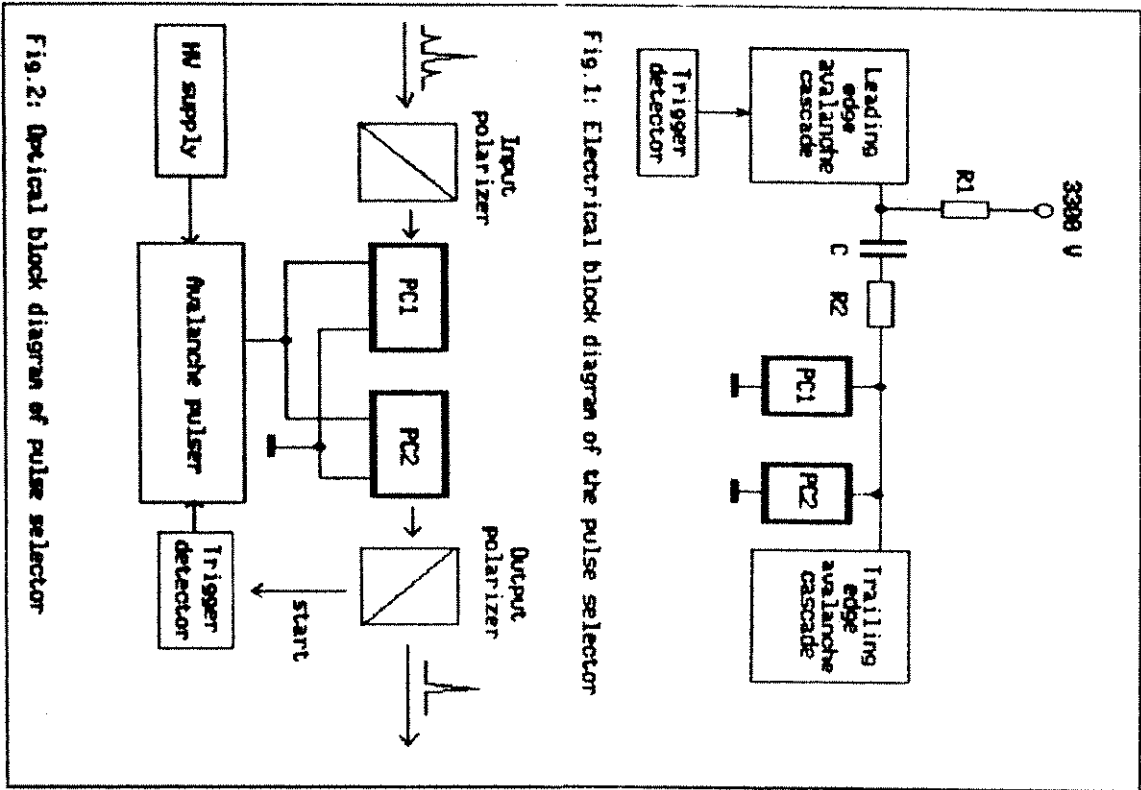 3300 V
R1
Leading
edge
avalanche
cascade
C
R2
PC1
PC2
Trailing
edge
avalanche
cascade
Trigger
detector
Fig.1: Electrical block diagram of the pulse selector
Input
polarizer
PC1
PC2
Output
polarizer
start
HV supply
Avalanche pulser
Trigger
detector
Fig.2: Optical block diagram of pulse selector